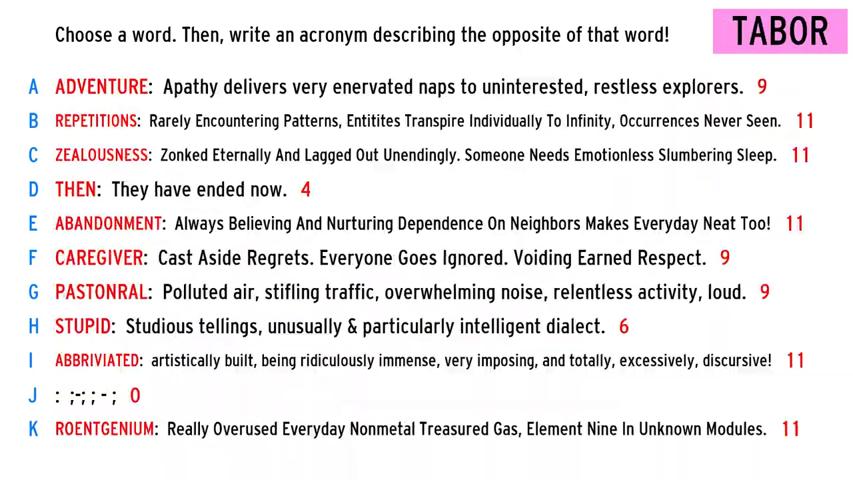 Choose a word. Then, write an acronym describing the opposite of that word!
TABOR
A ADVENTURE: Apathy delivers very enervated naps to uninterested, restless explorers. 9
B REPETITIONS: Rarely Encountering Patterns, Entitites Transpire Individually To Infinity, Occurrences Never Seen. 11
C ZEALOUSNESS: Zonked Eternally And Lagged Out Unendingly. Someone Needs Emotionless Slumbering Sleep. 11
D THEN: They have ended now. 4
E ABANDONMENT: Always Believing And Nurturing Dependence On Neighbors Makes Everyday Neat Too! 11
F CAREGIVER: Cast Aside Regrets. Everyone Goes Ignored. Voiding Earned Respect. 9
G PASTONRAL: Polluted air, stifling traffic, overwhelming noise, relentless activity, loud. 9
H STUPID: Studious tellings, unusually & particularly intelligent dialect. 6
I ABBRIVIATED: artistically built, being ridiculously immense, very imposing, and totally, excessively, discursive! 11
J : ;-; ; - ; 0
K ROENTGENIUM: Really Overused Everyday Nonmetal Treasured Gas, Element Nine In Unknown Modules. 11